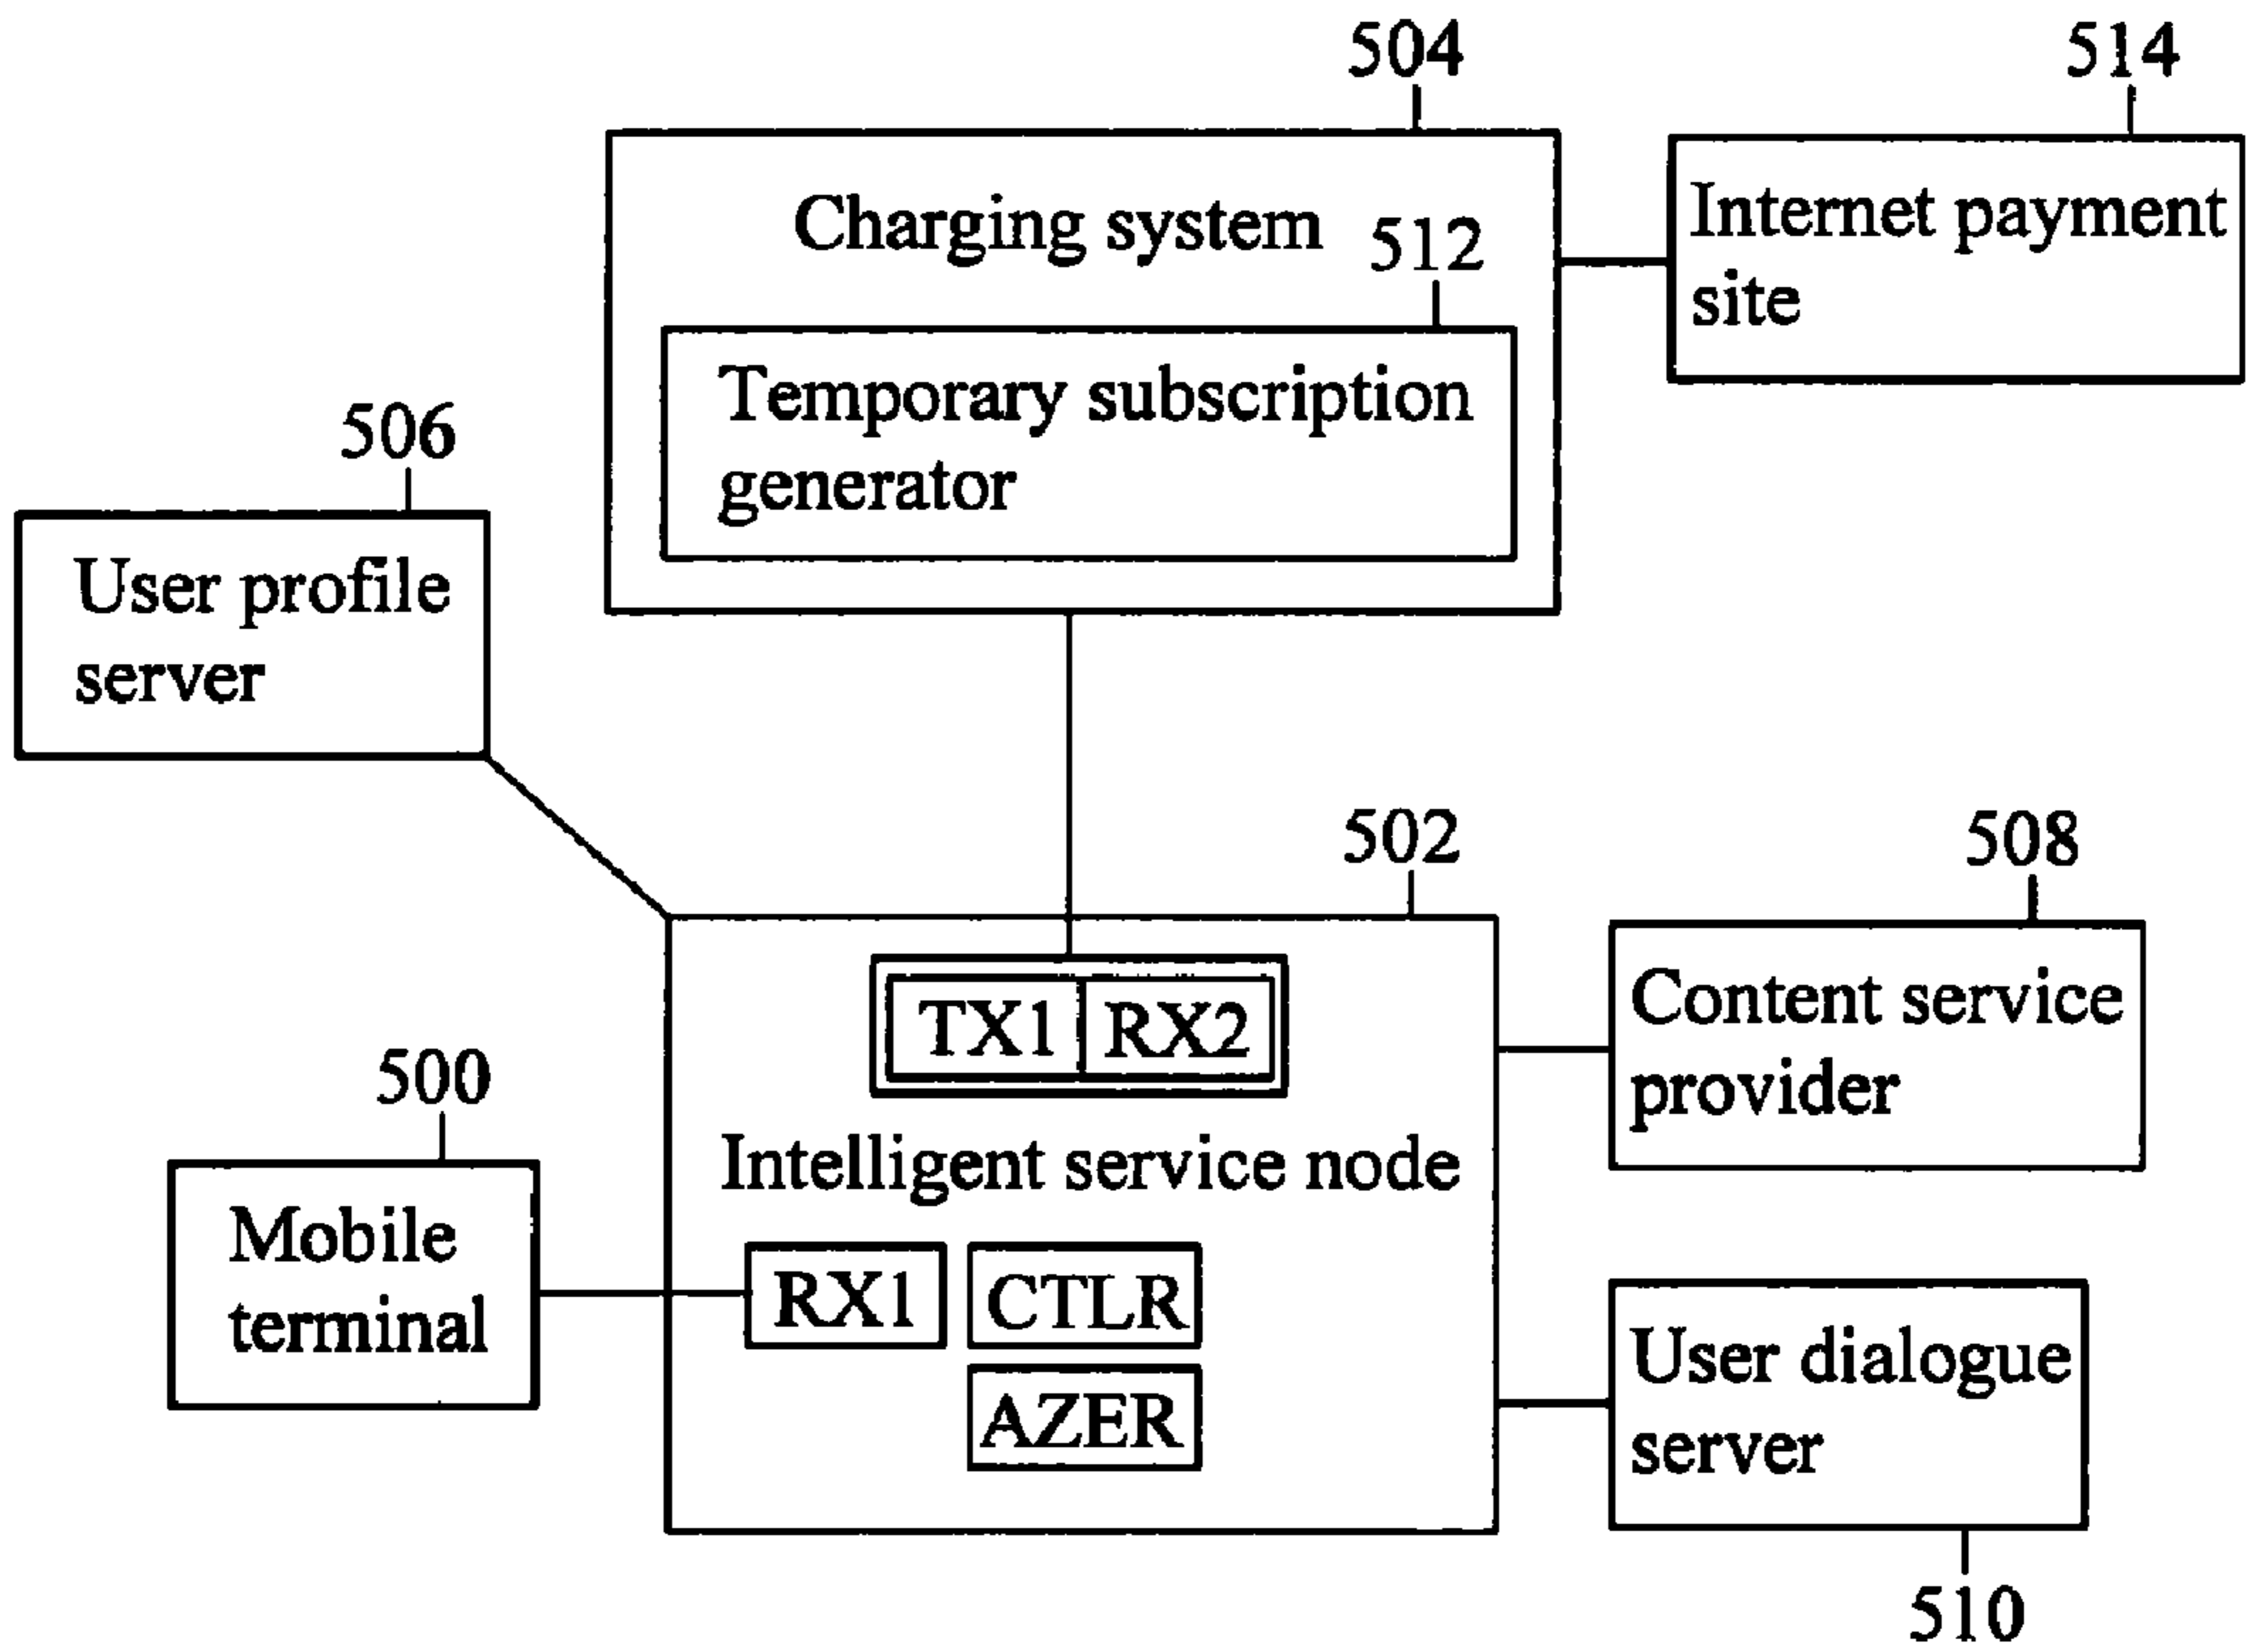 504
514
Charging system
512
Internet payment
site
Temporary subscription
generator
506
User profile
server
502
508
TX1 RX2
Content service
provider
500
Intelligent service node
Mobile
terminal
RX1 CTLR
AZER
User dialogue
server
510